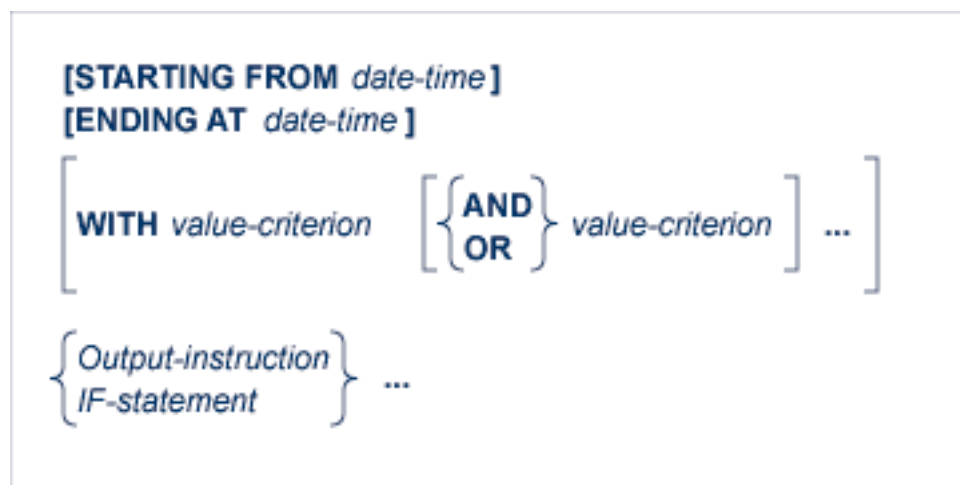 [STARTING FROM date-time]
[ENDING AT date-time]
[WITH value-criterion [{AND
OR} value-criterion] ...]
{Output-instruction
IF-statement} ...